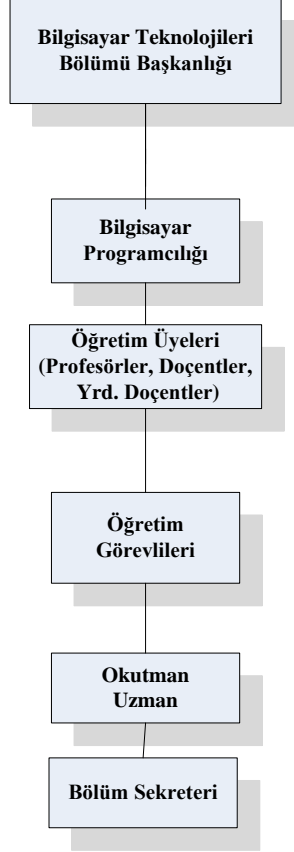 Bilgisayar Teknolojileri
Bölümü Başkanlığı
Bilgisayar
Programcılığı
Öğretim Üyeleri
(Profesörler, Doçentler,
Yrd. Doçentler)
Öğretim
Görevlileri
Okutman
Uzman
Bölüm Sekreteri